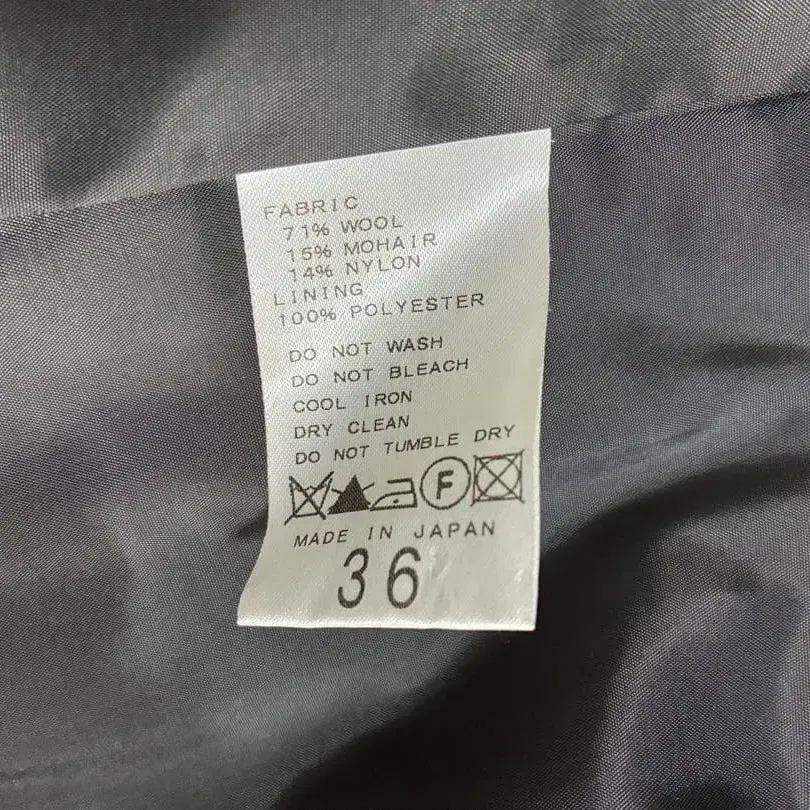 FABRIC
71% WOOL
15% MOHAIR
14% NYLON
LINING
100% POLYESTER
DO NOT WASH
DO NOT BLEACH
COOL IRON
DRY CLEAN
DO NOT TUMBLE DRY
F
MADE IN JAPAN
36